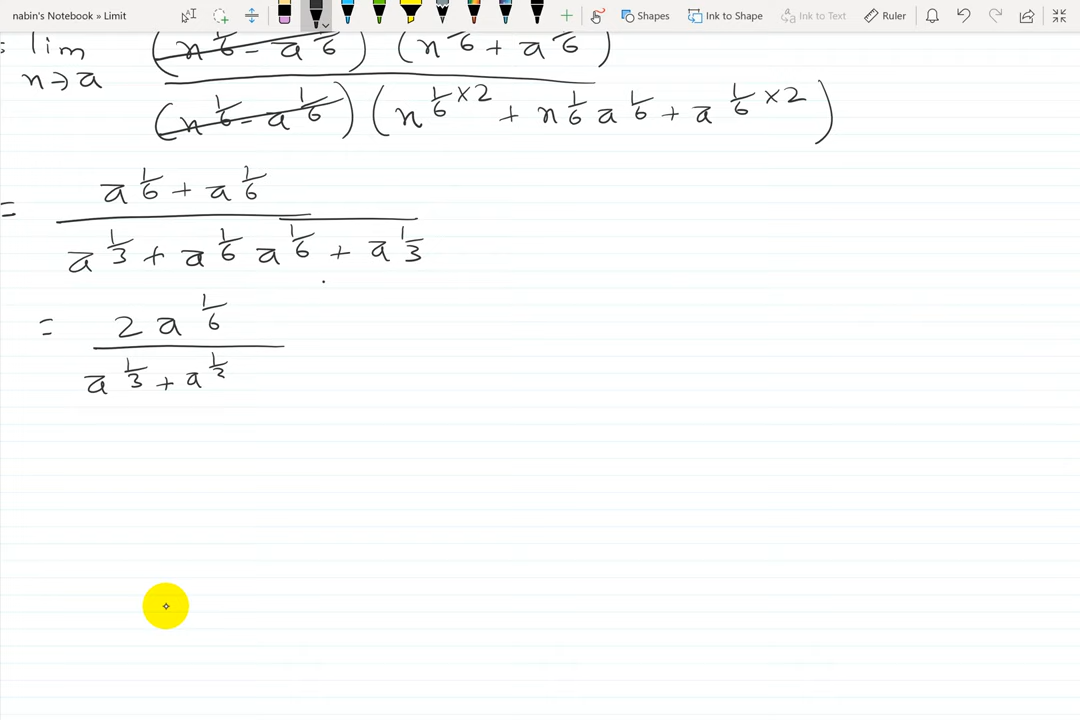 nabin's Notebook » Limit
Shapes
Ink to Shape
Ink to Text
Ruler
= lim n→a (x^1/6 - a^1/6) (x^1/6 + a^1/6) / (x^1/6 - a^1/6) (x^1/6×2 + x^1/6 a^1/6 + a^1/6×2)
= a^1/6 + a^1/6 / a^1/3 + a^1/6 a^1/6 + a^1/3
= 2 a^1/6 / a^1/3 + a^1/3